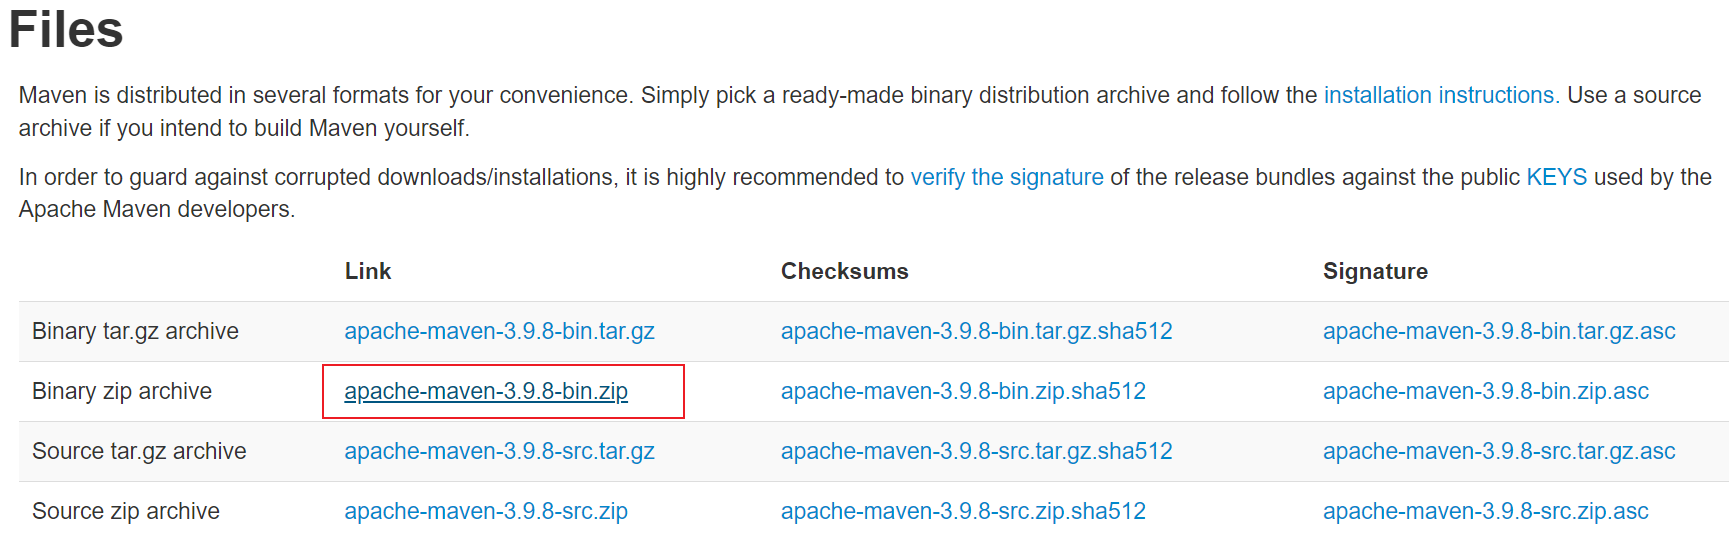 Files
Maven is distributed in several formats for your convenience. Simply pick a ready-made binary distribution archive and follow the installation instructions. Use a source
archive if you intend to build Maven yourself.
In order to guard against corrupted downloads/installations, it is highly recommended to verify the signature of the release bundles against the public KEYS used by the
Apache Maven developers.
Link Checksums Signature
Binary tar.gz archive apache-maven-3.9.8-bin.tar.gz apache-maven-3.9.8-bin.tar.gz.sha512 apache-maven-3.9.8-bin.tar.gz.asc
Binary zip archive apache-maven-3.9.8-bin.zip apache-maven-3.9.8-bin.zip.sha512 apache-maven-3.9.8-bin.zip.asc
Source tar.gz archive apache-maven-3.9.8-src.tar.gz apache-maven-3.9.8-src.tar.gz.sha512 apache-maven-3.9.8-src.tar.gz.asc
Source zip archive apache-maven-3.9.8-src.zip apache-maven-3.9.8-src.zip.sha512 apache-maven-3.9.8-src.zip.asc